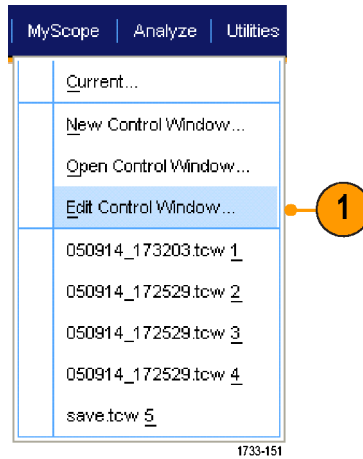 MyScope | Analyze | Utilities
Current...
New Control Window...
Open Control Window...
Edit Control Window...
1
050914_173203.tcw 1
050914_172529.tcw 2
050914_172529.tcw 3
050914_172529.tcw 4
save.tcw 5
1733-151